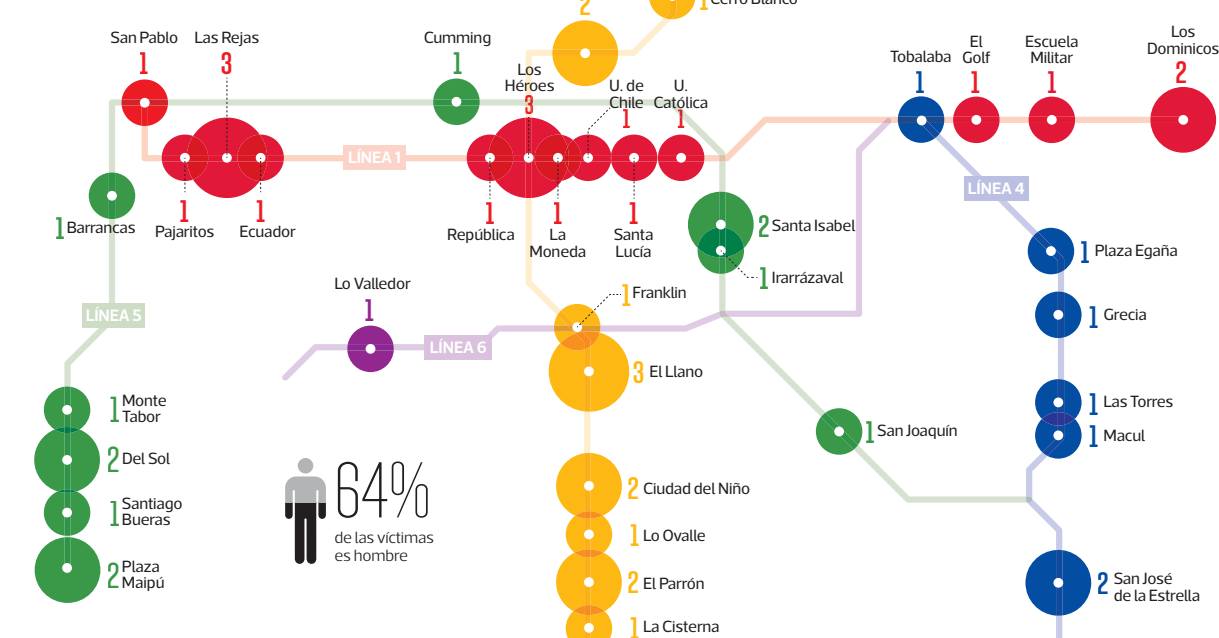 2
1 Cerro Blanco
San Pablo
1
Las Rejas
3
Cumming
1
Los
Héroes
3
U. de
Chile
1
U.
Católica
1
Tobalaba
1
El
Golf
1
Escuela
Militar
1
Los
Dominicos
2
LÍNEA 1
LÍNEA 4
1 Barrancas
1
Pajaritos
1
Ecuador
1
República
1
La
Moneda
1
Santa
Lucía
2 Santa Isabel
1 Irarrázaval
1 Plaza Egaña
Lo Valledor
1
1 Franklin
LÍNEA 5
LÍNEA 6
1 Grecia
3 El Llano
1 Monte
Tabor
2 Del Sol
1 Santiago
Bueras
2 Plaza
Maipú
64%
de las víctimas
es hombre
2 Ciudad del Niño
1 Lo Ovalle
2 El Parrón
1 La Cisterna
1 San Joaquín
1 Las Torres
1 Macul
2 San José
de la Estrella